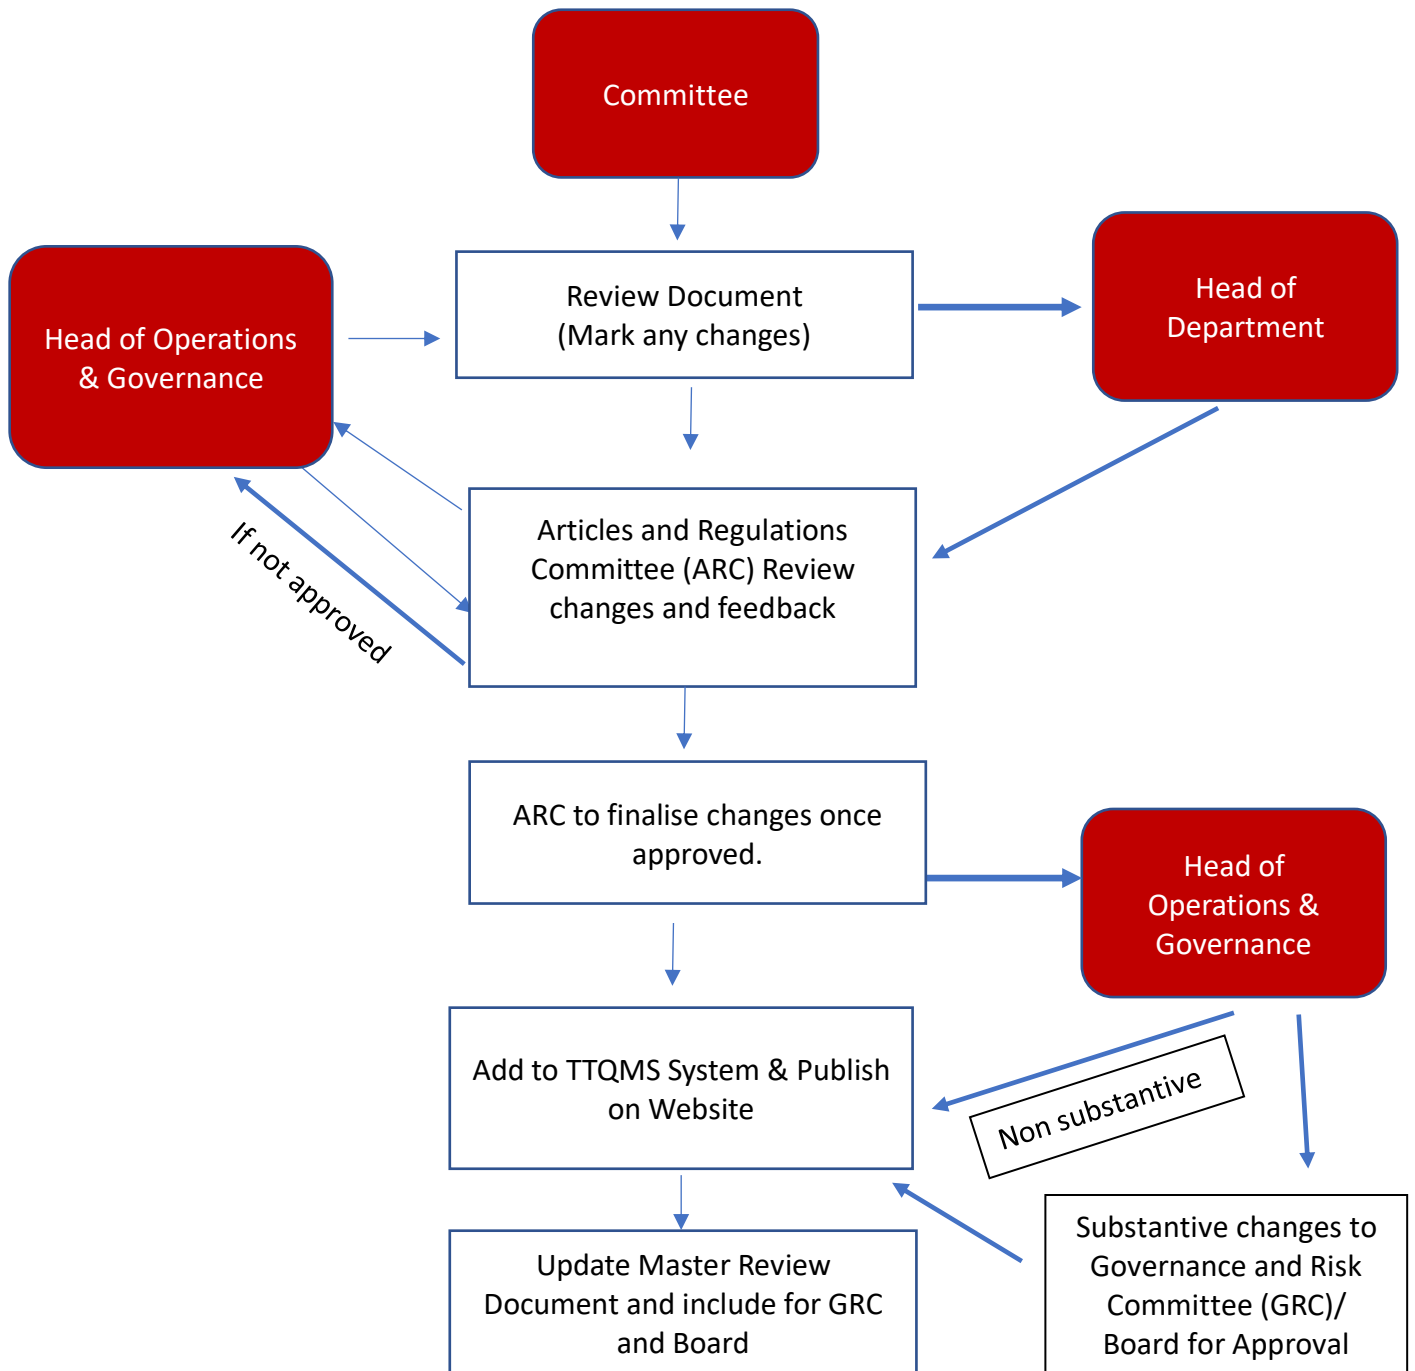 Committee
Review Document
(Mark any changes)
Head of
Department
Head of Operations
& Governance
If not approved
Articles and Regulations
Committee (ARC) Review
changes and feedback
ARC to finalise changes once
approved.
Head of
Operations &
Governance
Add to TTQMS System & Publish
on Website
Non substantive
Substantive changes to
Governance and Risk
Committee (GRC)/
Board for Approval
Update Master Review
Document and include for GRC
and Board